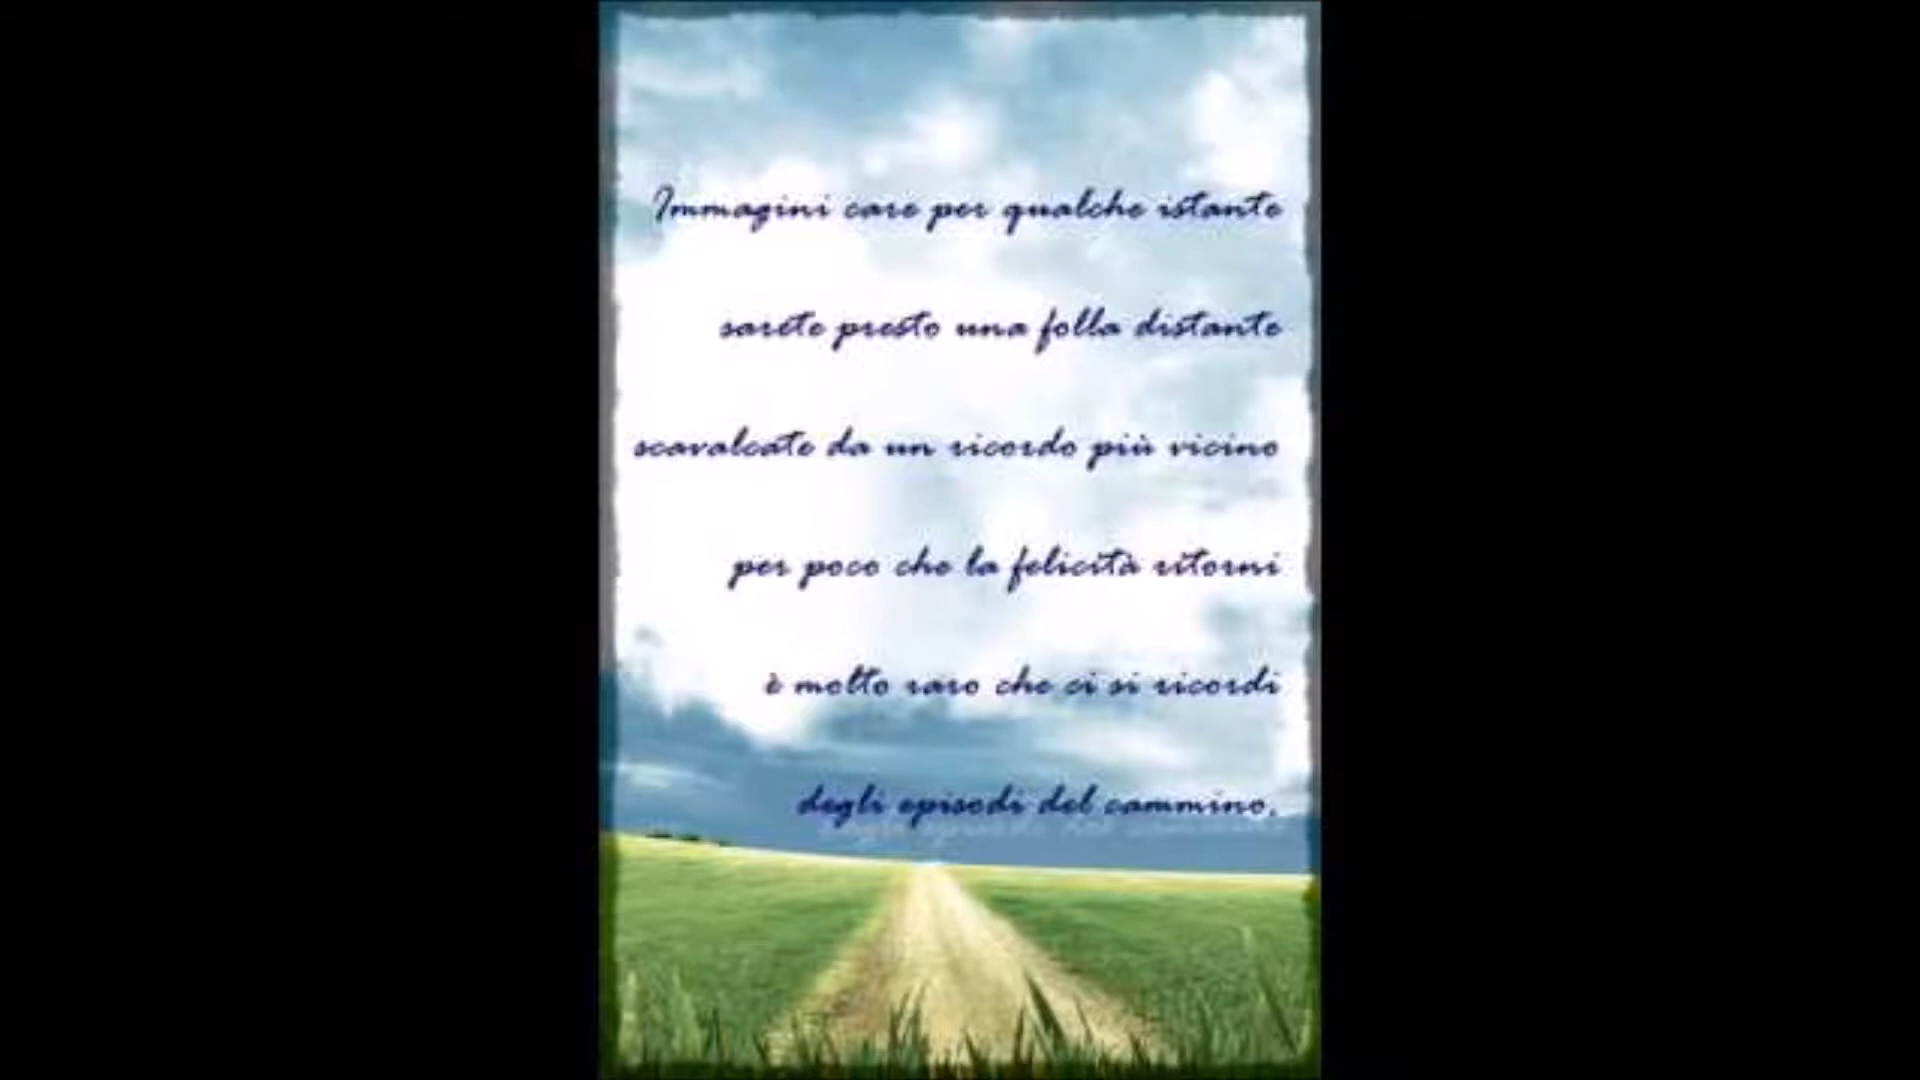 Immagini care per qualche istante
sarete presto una folla distante
scavalcate da un ricordo più vicino
per poco che la felicità ritorni
è molto raro che ci si ricordi
degli episodi del cammino,